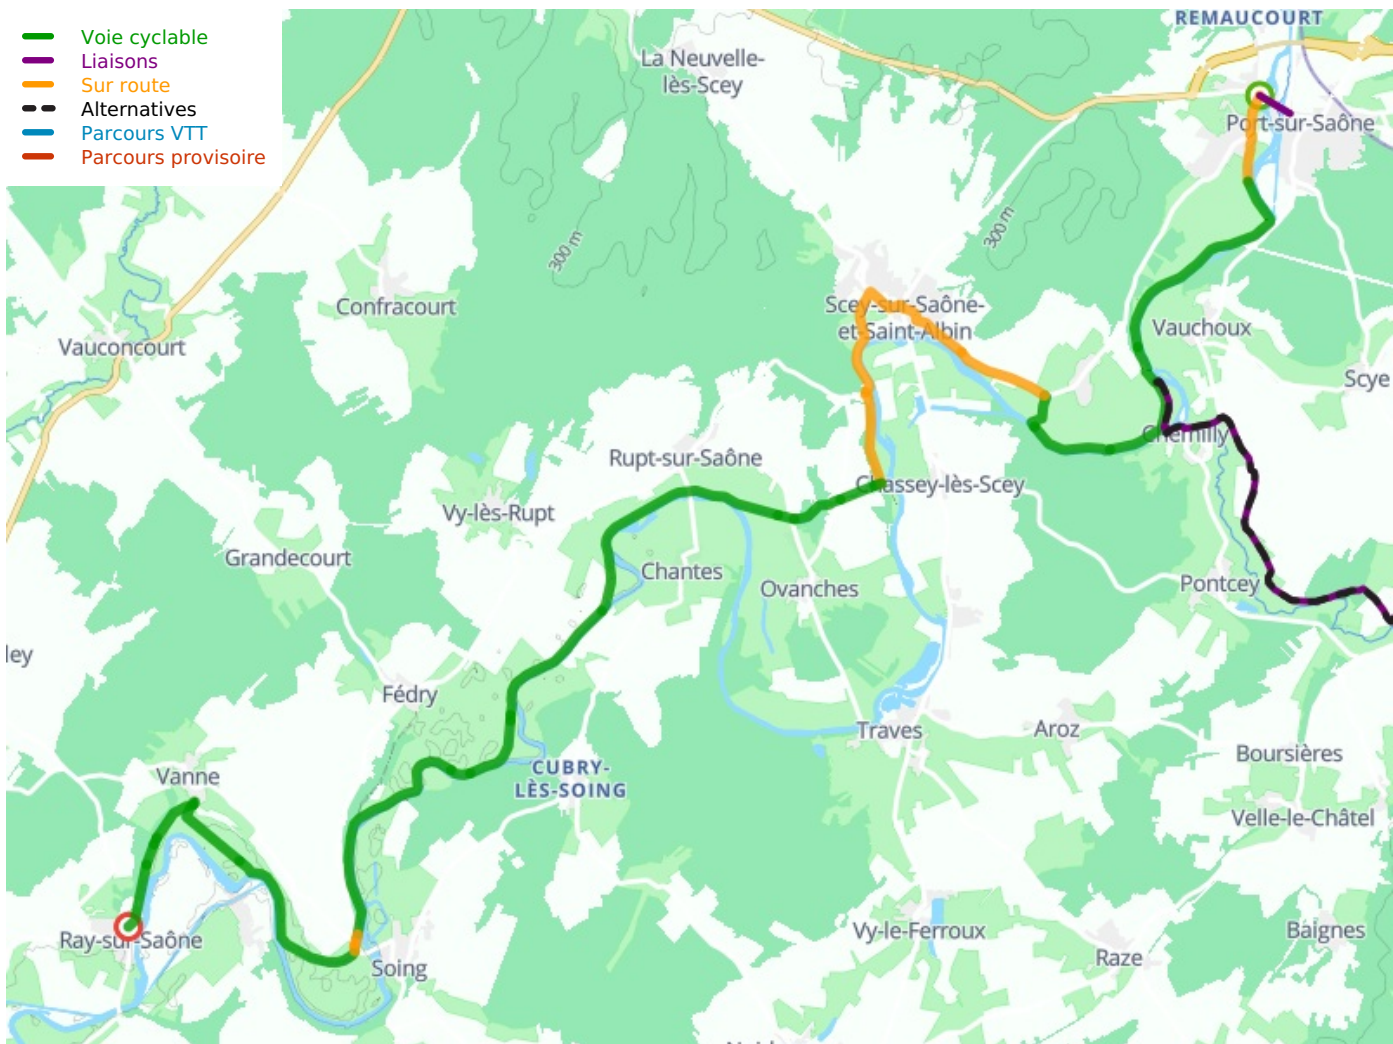 Voie cyclable
Liaisons
Sur route
Alternatives
Parcours VTT
Parcours provisoire
REMAUCOURT
La Neuvelle-
lès-Scey
Port-sur-Saône
300 m
300 m
Confracourt
Scey-sur-Saône-
et-Saint-Albin
Vauchoux
Vauconcourt
Scye
Chemilly
Rupt-sur-Saône
Chassey-lès-Scey
Vy-lès-Rupt
Grandecourt
Chantes
Ovanches
Pontcey
ley
Fédry
Traves
Aroz
Boursières
Vanne
CUBRY-
LÈS-SOING
Velle-le-Châtel
Ray-sur-Saône
Vy-le-Ferroux
Baignes
Soing
Raze